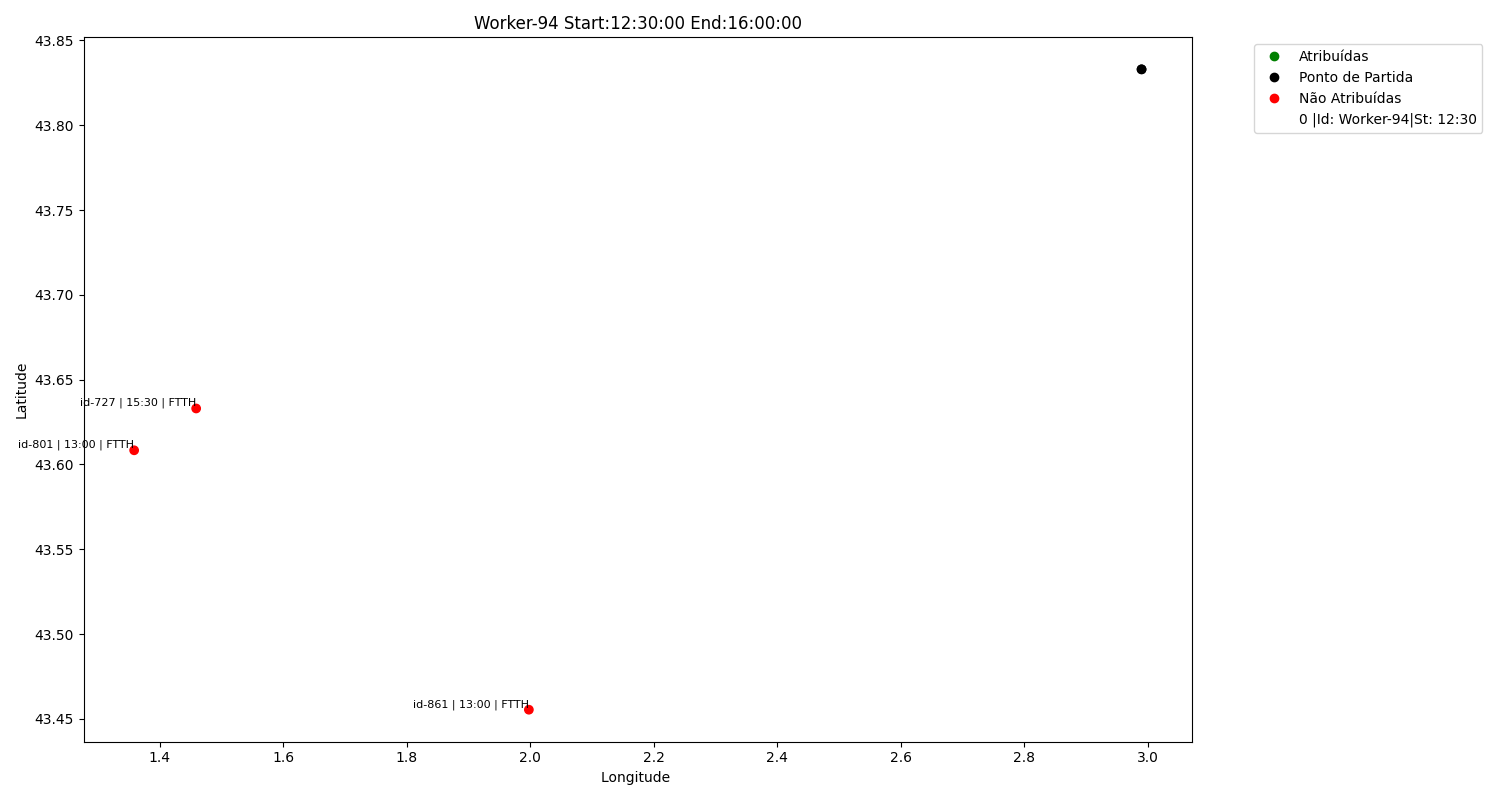 Worker-94 Start:12:30:00 End:16:00:00
43.85
43.80
43.75
43.70
43.65
43.60
43.55
43.50
43.45
Latitude
id-727 | 15:30 | FTTH
id-801 | 13:00 | FTTH
id-861 | 13:00 | FTTH
1.4 1.6 1.8 2.0 2.2 2.4 2.6 2.8 3.0
Longitude
Atribuídas
Ponto de Partida
Não Atribuídas
0 |Id: Worker-94|St: 12:30